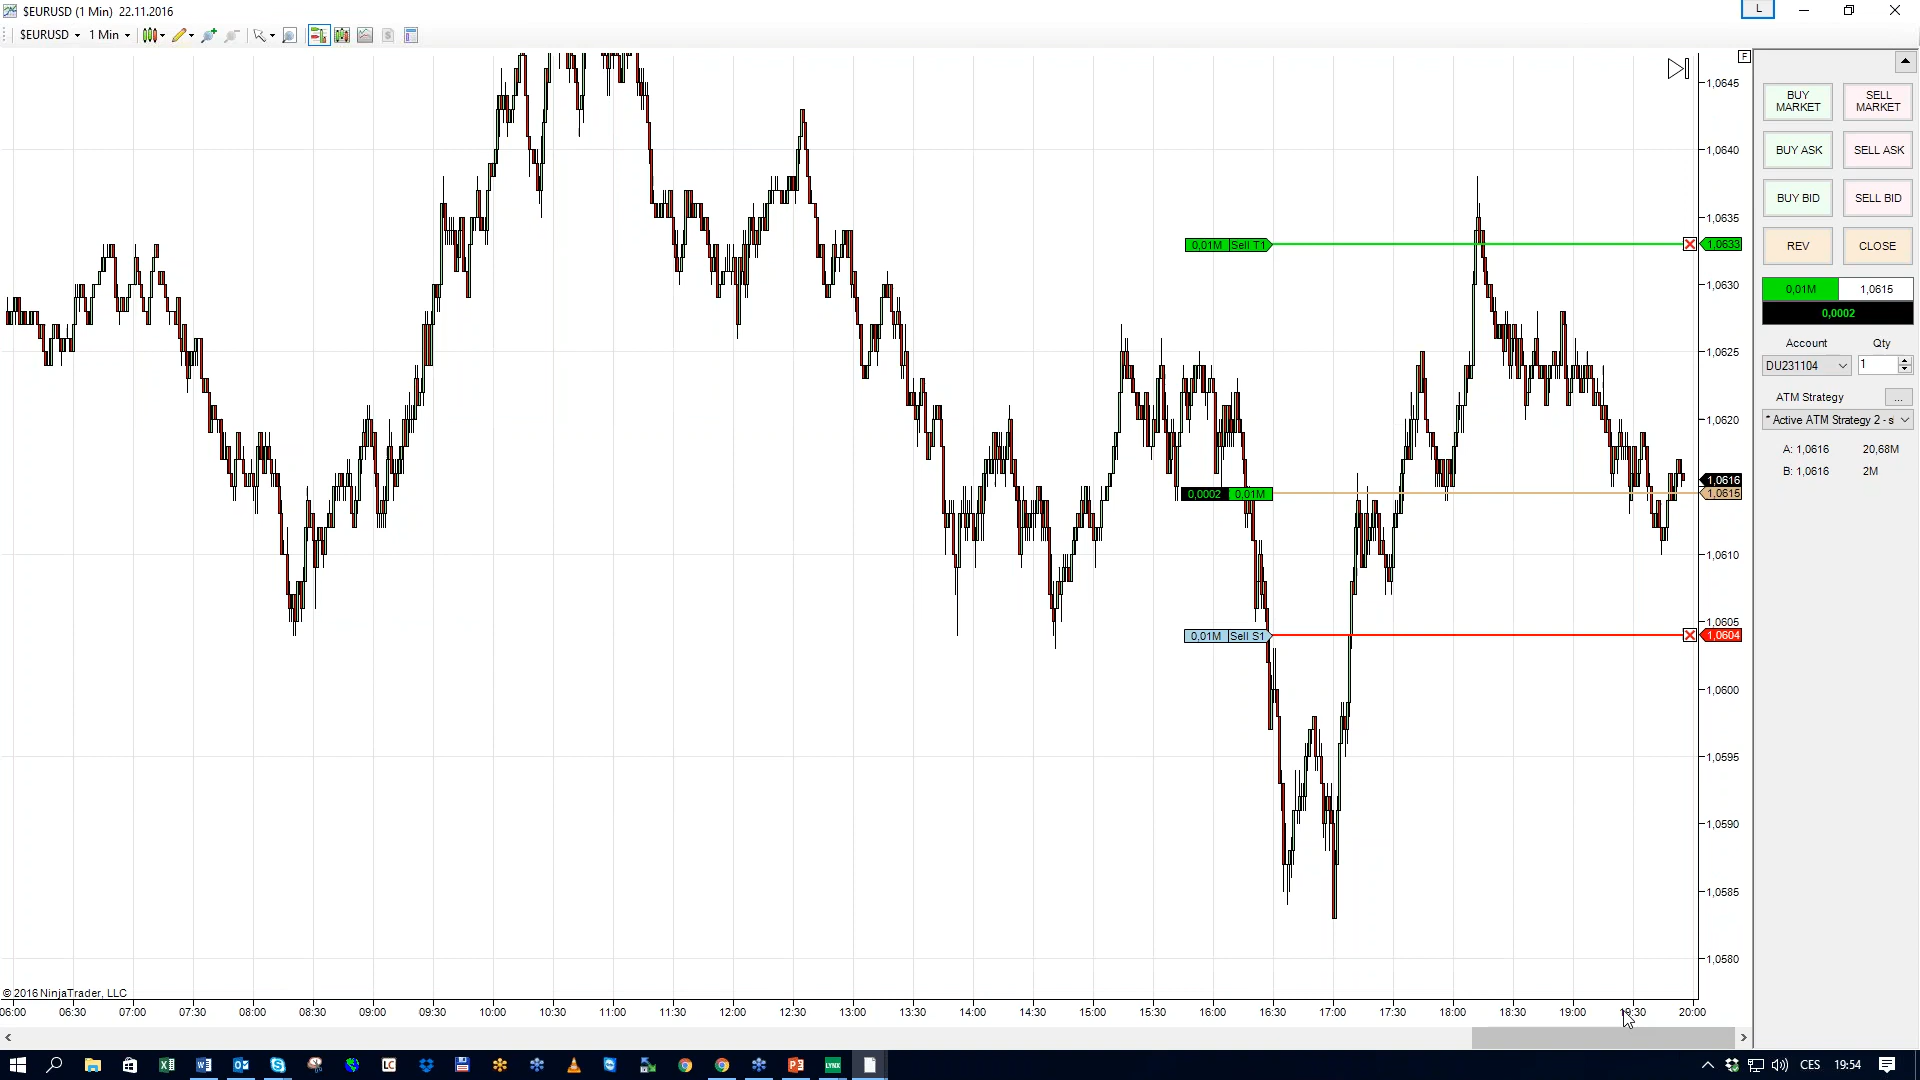 $EURUSD (1 Min)  22.11.2016
L
$EURUSD
1 Min
F
1,0645
1,0640
1,0635
1,0633
1,0630
1,0625
1,0620
1,0616
1,0615
1,0610
1,0605
1,0604
1,0600
1,0595
1,0590
1,0585
1,0580
0,01M Sell T1
0,0002 0,01M
0,01M Sell S1
BUY
MARKET
SELL
MARKET
BUY ASK
SELL ASK
BUY BID
SELL BID
REV
CLOSE
0,01M 1,0615
0,0002
Account Qty
DU231104 1
ATM Strategy ...
* Active ATM Strategy 2 - s
A: 1,0616 20,68M
B: 1,0616 2M
© 2016 NinjaTrader, LLC
06:00 06:30 07:00 07:30 08:00 08:30 09:00 09:30 10:00 10:30 11:00 11:30 12:00 12:30 13:00 13:30 14:00 14:30 15:00 15:30 16:00 16:30 17:00 17:30 18:00 18:30 19:00 19:30 20:00
LC
LYNX
CES 19:54